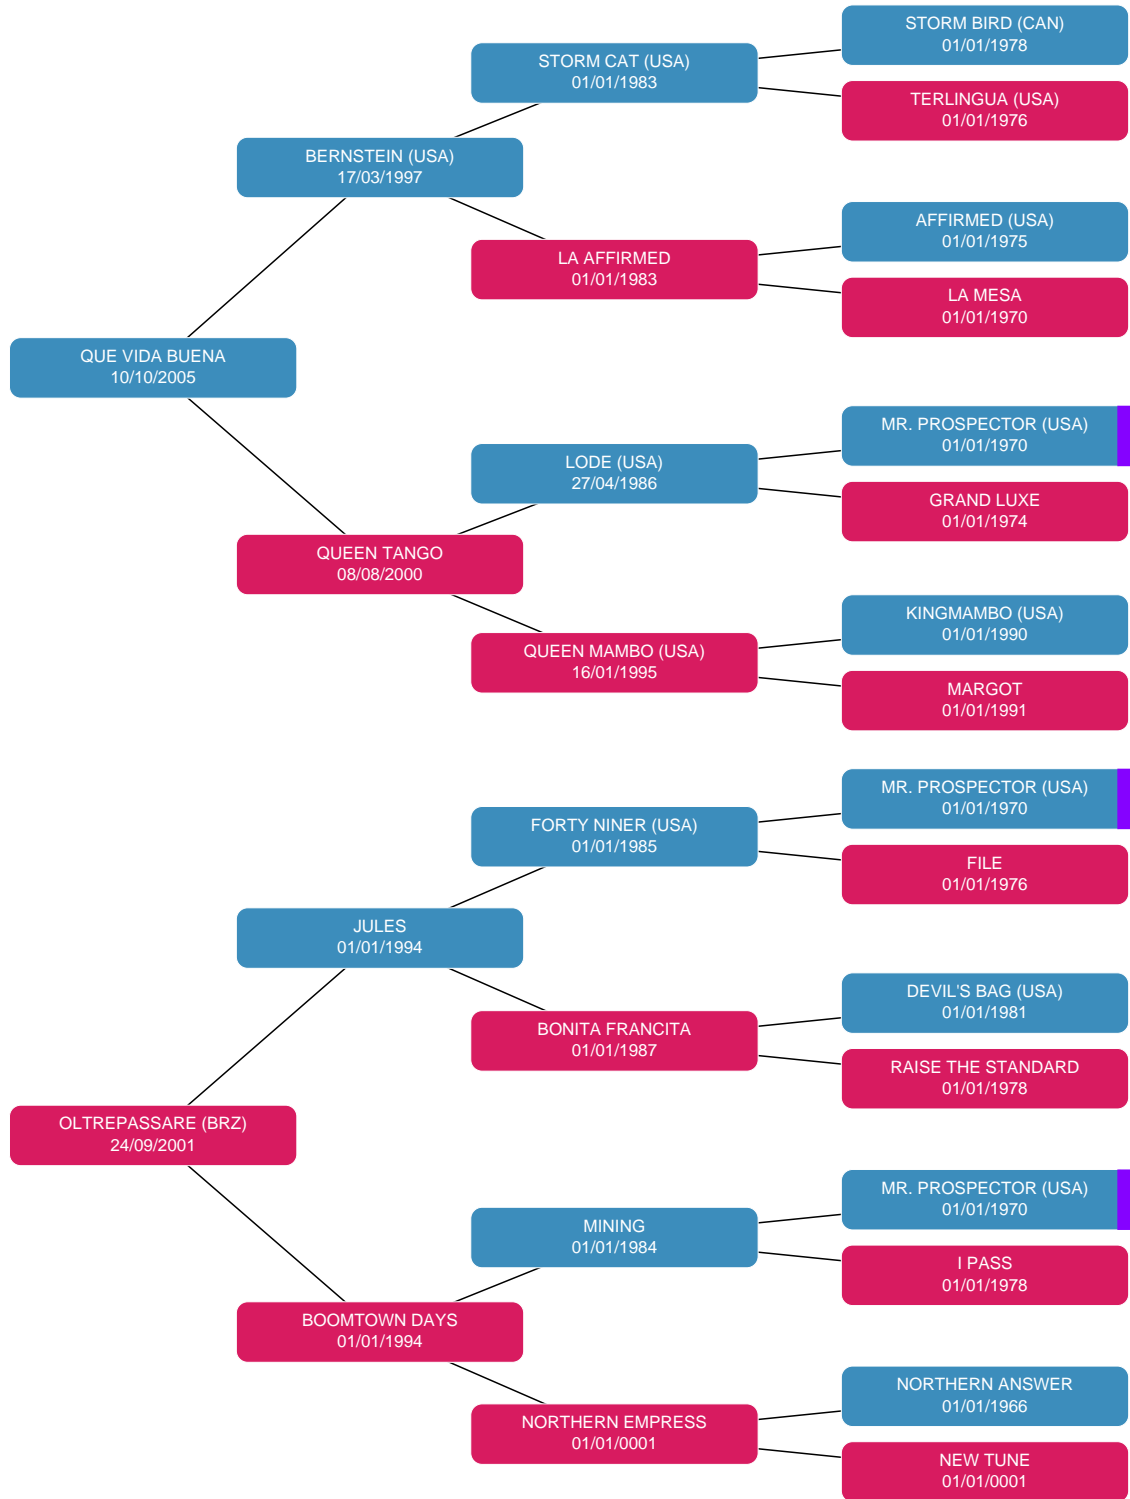 STORM BIRD (CAN)
01/01/1978
STORM CAT (USA)
01/01/1983
TERLINGUA (USA)
01/01/1976
BERNSTEIN (USA)
17/03/1997
AFFIRMED (USA)
01/01/1975
LA AFFIRMED
01/01/1983
LA MESA
01/01/1970
QUE VIDA BUENA
10/10/2005
MR. PROSPECTOR (USA)
01/01/1970
LODE (USA)
27/04/1986
GRAND LUXE
01/01/1974
QUEEN TANGO
08/08/2000
KINGMAMBO (USA)
01/01/1990
QUEEN MAMBO (USA)
16/01/1995
MARGOT
01/01/1991
MR. PROSPECTOR (USA)
01/01/1970
FORTY NINER (USA)
01/01/1985
FILE
01/01/1976
JULES
01/01/1994
DEVIL'S BAG (USA)
01/01/1981
BONITA FRANCITA
01/01/1987
RAISE THE STANDARD
01/01/1978
OLTREPASSARE (BRZ)
24/09/2001
MR. PROSPECTOR (USA)
01/01/1970
MINING
01/01/1984
I PASS
01/01/1978
BOOMTOWN DAYS
01/01/1994
NORTHERN ANSWER
01/01/1966
NORTHERN EMPRESS
01/01/0001
NEW TUNE
01/01/0001